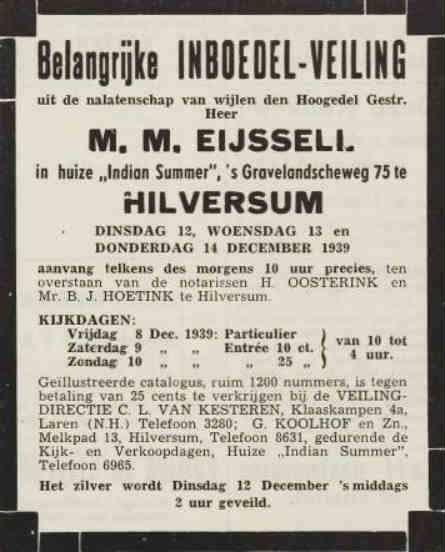 Belangrijke INBOEDEL-VEILING
uit de nalatenschap van wijlen den Hoogedel Gestr.
Heer
M. M. EIJSSELL
in huize „Indian Summer", 's Gravelandscheweg 75 te
HILVERSUM
DINSDAG 12, WOENSDAG 13 en
DONDERDAG 14 DECEMBER 1939
aanvang telkens des morgens 10 uur precies, ten
overstaan van de notarissen H. OOSTERINK en
Mr. B. J. HOETINK te Hilversum.
KIJKDAGEN:
Vrijdag 8 Dec. 1939: Particulier
Zaterdag 9 „ „ Entrée 10 ct.
Zondag 10 „ „ „ 25 „
van 10 tot
4 uur.
Geïllustreerde catalogus, ruim 1200 nummers, is tegen
betaling van 25 cents te verkrijgen bij de VEILING-
DIRECTIE C. L. VAN KESTEREN, Klaaskampen 4a,
Laren (N.H.) Telefoon 3280; G. KOOLHOF en Zn.,
Melkpad 13, Hilversum, Telefoon 8631, gedurende de
Kijk- en Verkoopdagen, Huize „Indian Summer",
Telefoon 6965.
Het zilver wordt Dinsdag 12 December 's middags
2 uur geveild.